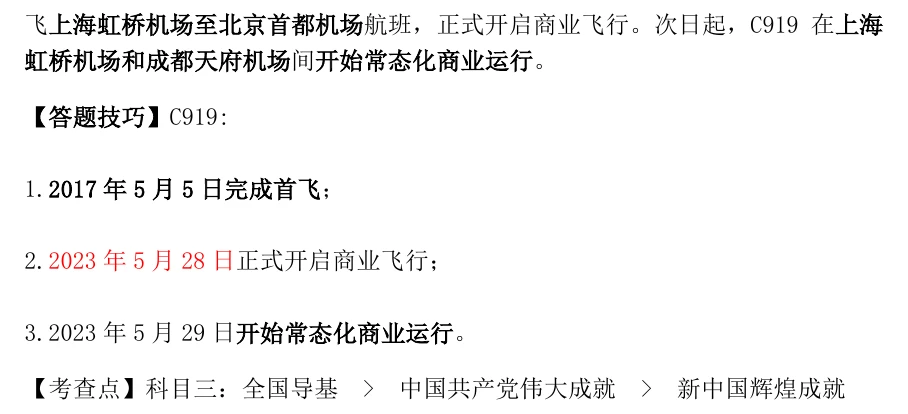 飞上海虹桥机场至北京首都机场航班，正式开启商业飞行。次日起，C919 在上海
虹桥机场和成都天府机场间开始常态化商业运行。
【答题技巧】C919:
1.2017 年 5 月 5 日完成首飞；
2.2023 年 5 月 28 日正式开启商业飞行；
3.2023 年 5 月 29 日开始常态化商业运行。
【考查点】科目三：全国导基 > 中国共产党伟大成就 > 新中国辉煌成就